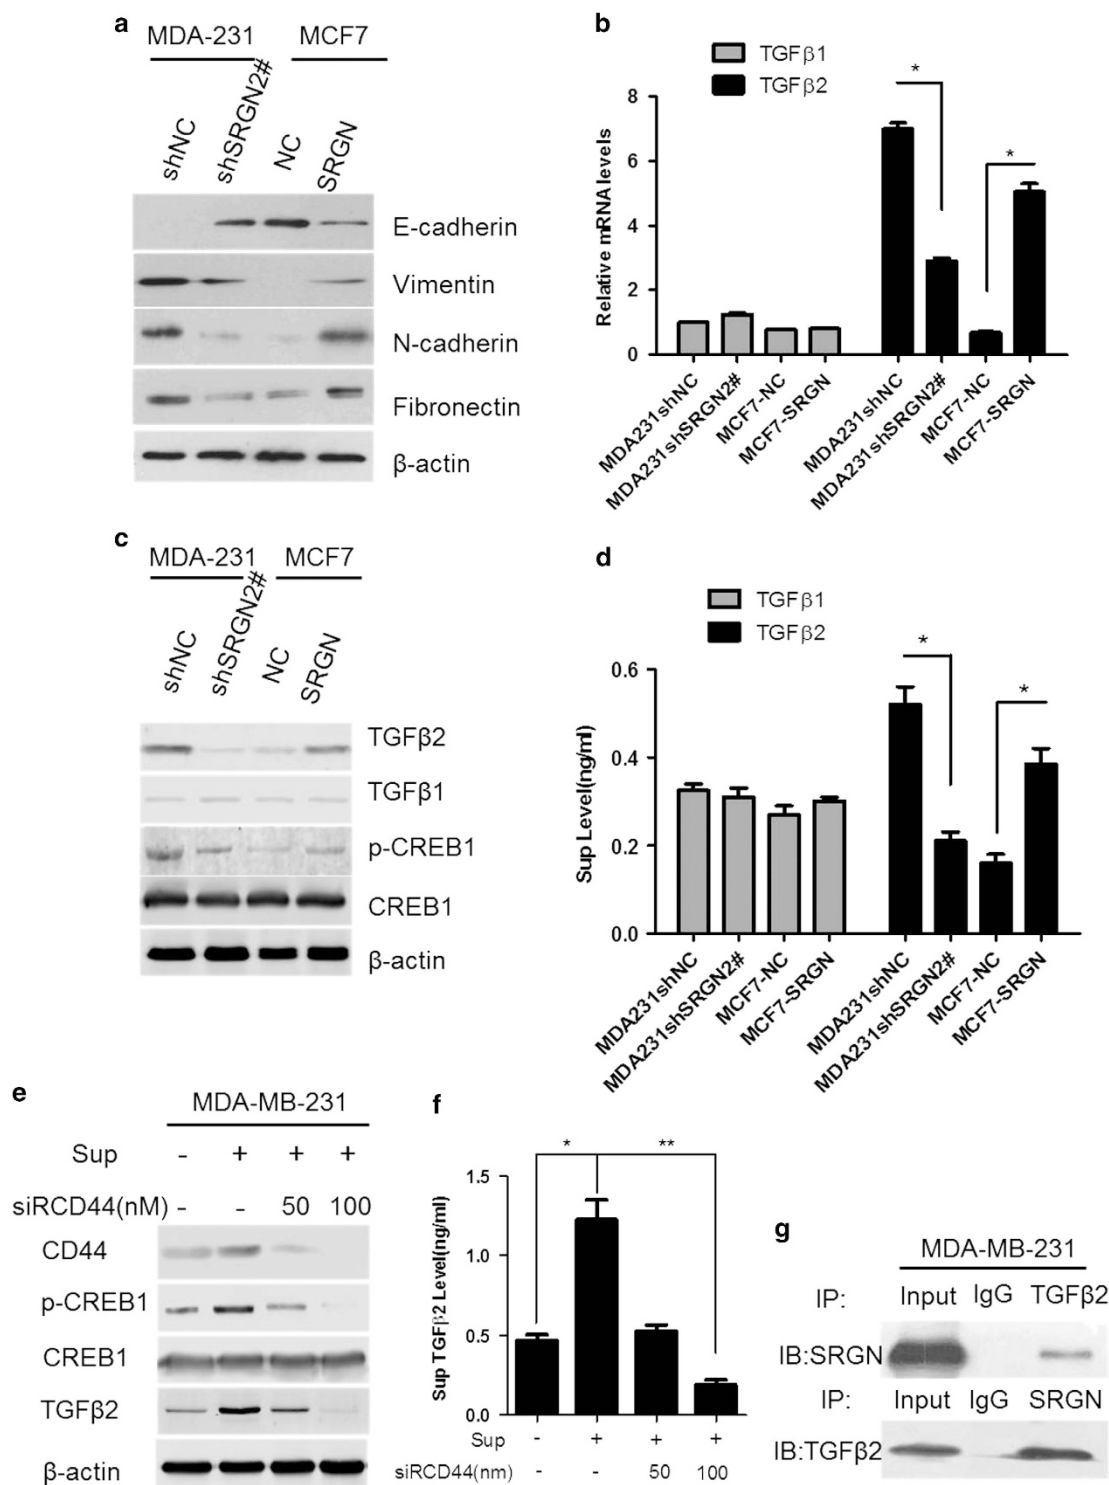 a
MDA-231 MCF7
shNC shSRGN2# NC SRGN
E-cadherin
Vimentin
N-cadherin
Fibronectin
β-actin
b
TGFβ1
TGFβ2
* *
Relative mRNA levels
8
6
4
2
0
MDA231shNC MDA231shSRGN2# MCF7-NC MCF7-SRGN MDA231shNC MDA231shSRGN2# MCF7-NC MCF7-SRGN
c
MDA-231 MCF7
shNC shSRGN2# NC SRGN
TGFβ2
TGFβ1
p-CREB1
CREB1
β-actin
d
TGFβ1
TGFβ2
* *
Sup Level(ng/ml)
0.6
0.4
0.2
0.0
MDA231shNC MDA231shSRGN2# MCF7-NC MCF7-SRGN MDA231shNC MDA231shSRGN2# MCF7-NC MCF7-SRGN
e
MDA-MB-231
Sup - + + +
siRCD44(nM) - - 50 100
CD44
p-CREB1
CREB1
TGFβ2
β-actin
f
* **
Sup TGFβ2 Level(ng/ml)
1.5
1.0
0.5
0.0
Sup - + + +
siRCD44(nm) - - 50 100
g
MDA-MB-231
IP: Input IgG TGFβ2
IB:SRGN
IP: Input IgG SRGN
IB:TGFβ2